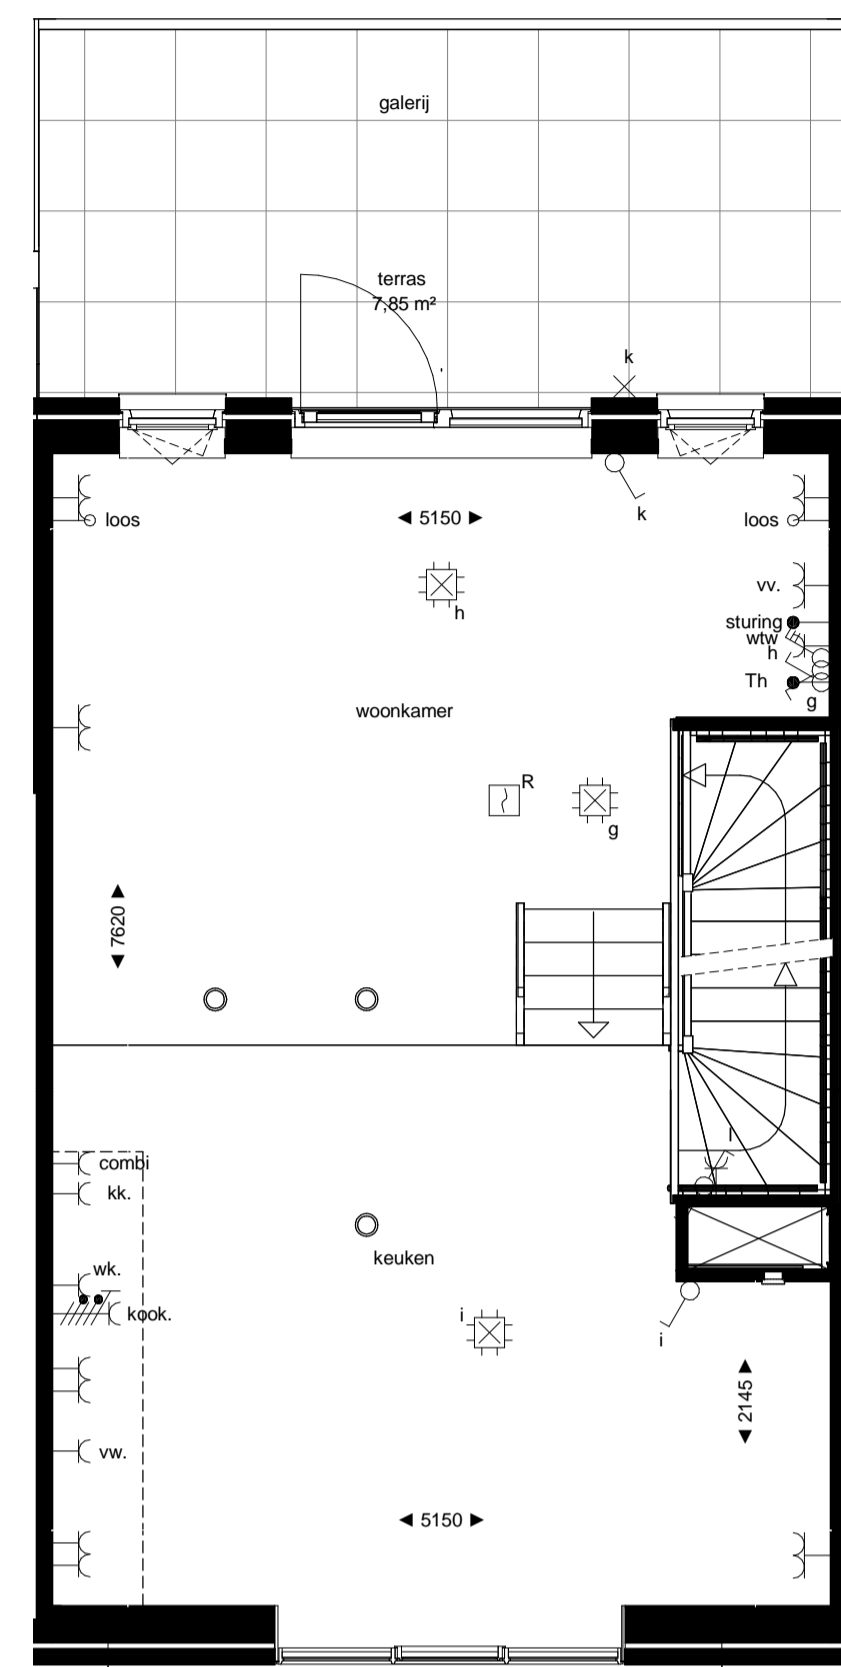 galerij
terras
7,85 m²
k
k
loos
5150
loos
h
vv.
sturing
wtw
h
Th
g
woonkamer
R
g
7620
l
combi
kk.
keuken
wk.
kook.
i
i
2145
vw.
5150